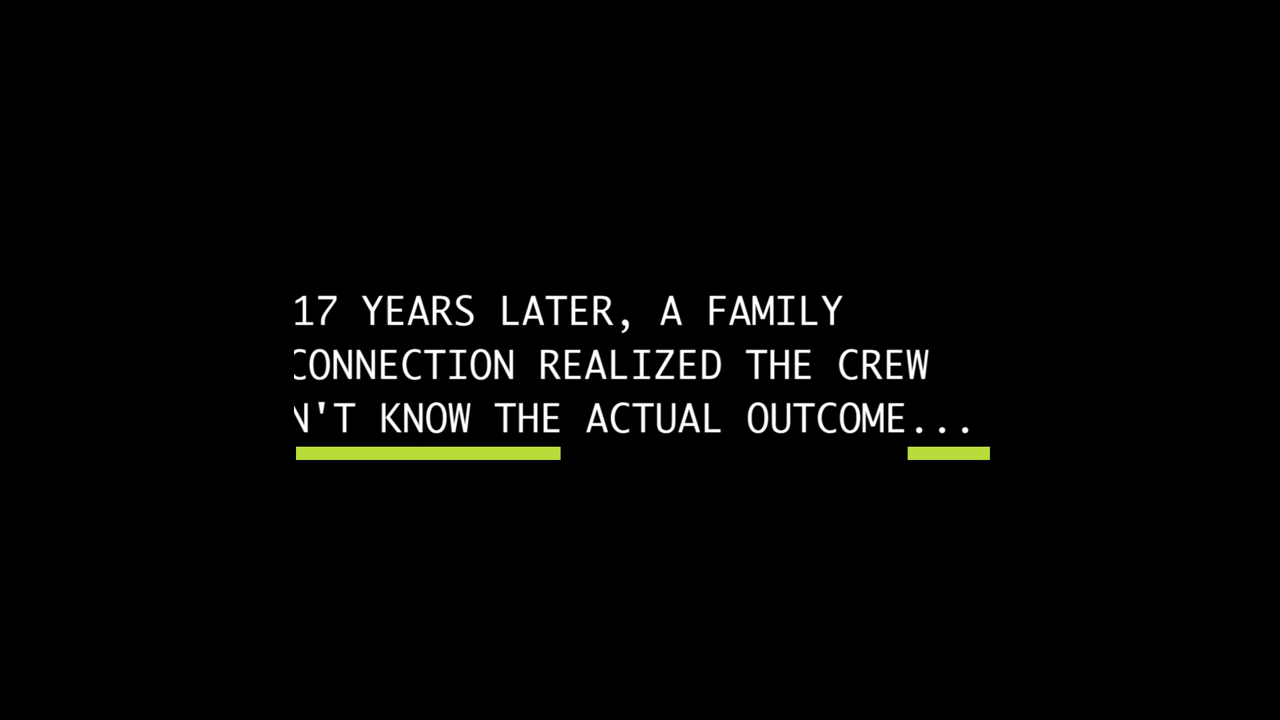 17 YEARS LATER, A FAMILY
CONNECTION REALIZED THE CREW
N'T KNOW THE ACTUAL OUTCOME...